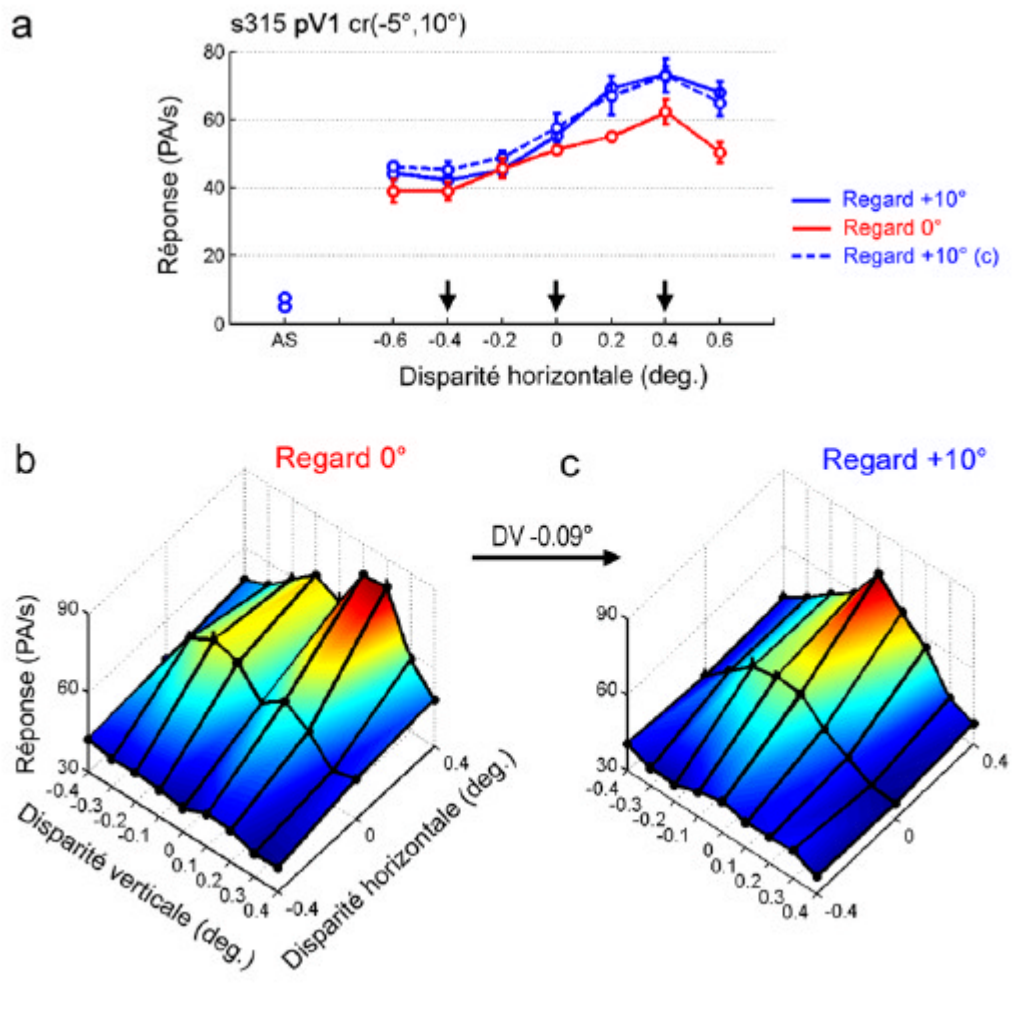 a
s315 pV1 cr(-5°,10°)
Réponse (PA/s)
80
60
40
20
0
AS
-0.6
-0.4
-0.2
0
0.2
0.4
0.6
Disparité horizontale (deg.)
Regard +10°
Regard 0°
Regard +10° (c)
b
Regard 0°
Réponse (PA/s)
90
60
30
-0.4
-0.3
-0.2
-0.1
0
0.1
0.2
0.3
0.4
Disparité verticale (deg.)
-0.4
0
0.4
Disparité horizontale (deg.)
DV -0.09°
c
Regard +10°
90
60
30
-0.4
-0.3
-0.2
-0.1
0
0.1
0.2
0.3
0.4
-0.4
0
0.4